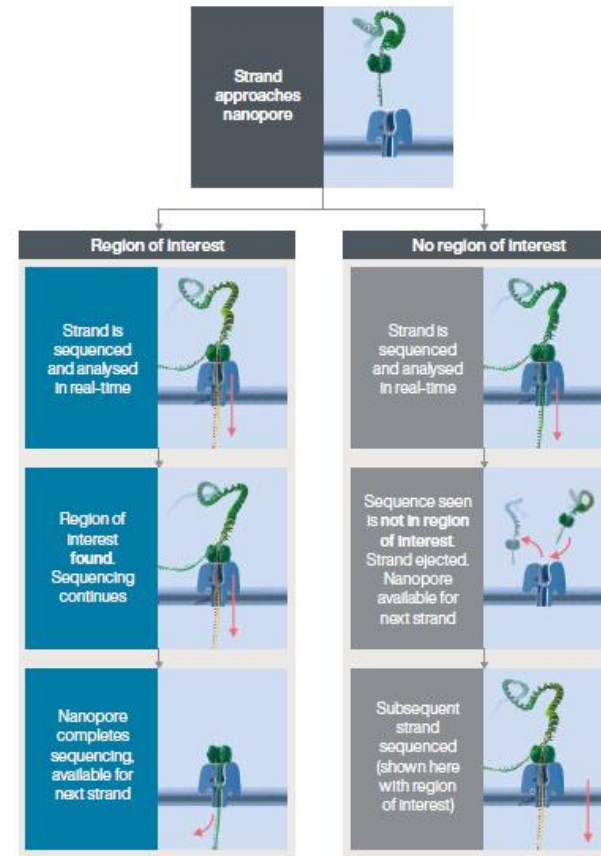 Strand
approaches
nanopore
Region of interest
Strand is
sequenced
and analysed
in real-time
Region of
interest
found.
Sequencing
continues
Nanopore
completes
sequencing,
available for
next strand
No region of interest
Strand is
sequenced
and analysed
in real-time
Sequence seen
is not in region
of interest.
Strand ejected.
Nanopore
available for
next strand
Subsequent
strand
sequenced
(shown here
with region
of interest)